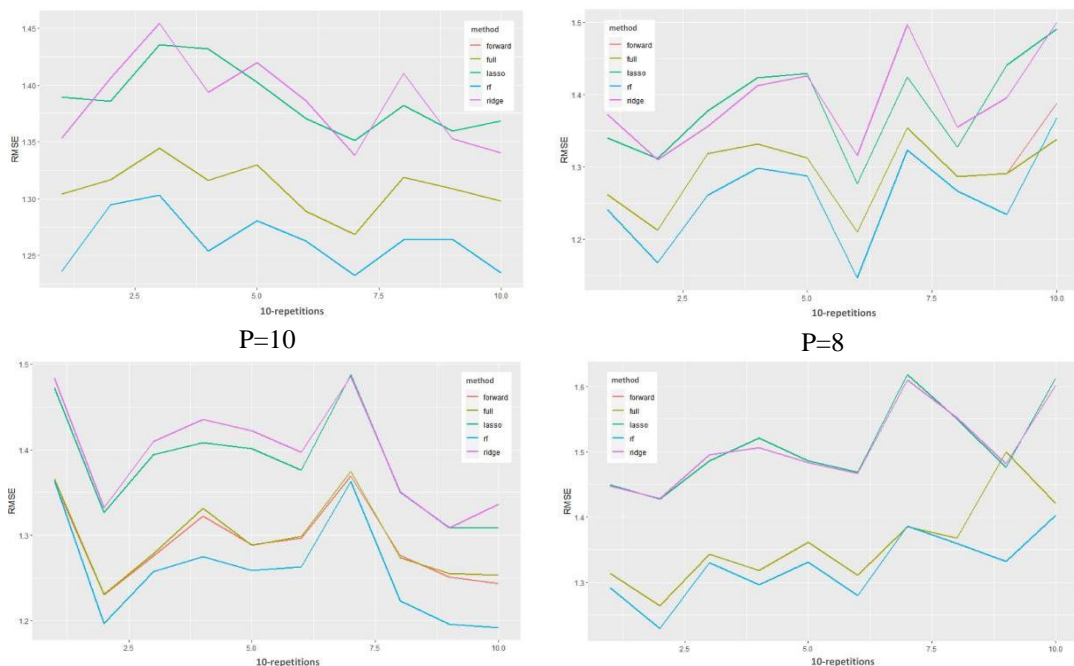 1.45
1.40
1.35
1.30
1.25
RMSE
method
forward
full
lasso
rf
ridge
2.5 5.0 7.5 10.0
10-repetitions
P=10
1.5
1.4
1.3
1.2
RMSE
method
forward
full
lasso
rf
ridge
2.5 5.0 7.5 10.0
10-repetitions
P=8
1.5
1.4
1.3
1.2
RMSE
method
forward
full
lasso
rf
ridge
2.5 5.0 7.5 10.0
10-repetitions
1.6
1.5
1.4
1.3
RMSE
method
forward
full
lasso
rf
ridge
2.5 5.0 7.5 10.0
10-repetitions